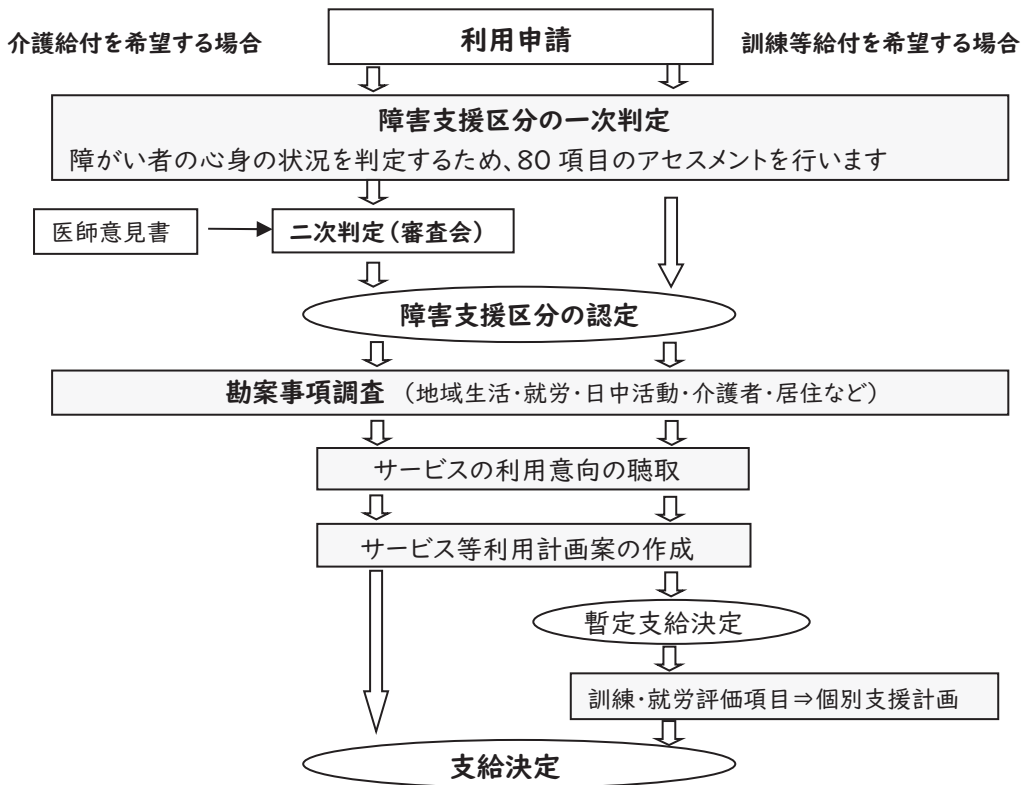 介護給付を希望する場合
利用申請
訓練等給付を希望する場合
障害支援区分の一次判定
障がい者の心身の状況を判定するため、80 項目のアセスメントを行います
医師意見書
二次判定(審査会)
障害支援区分の認定
勘案事項調査 (地域生活・就労・日中活動・介護者・居住など)
サービスの利用意向の聴取
サービス等利用計画案の作成
暫定支給決定
訓練・就労評価項目⇒個別支援計画
支給決定